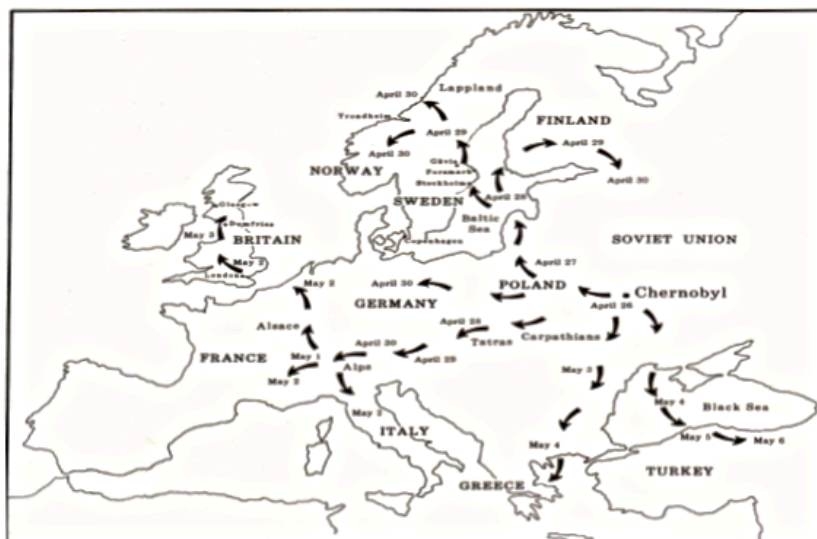 April 30
Lappland
Trondheim
FINLAND
April 29
April 29
April 30
April 30
NORWAY
Gävle
Forsmark
Stockholm
April 28
SWEDEN
Baltic
Sea
Glasgow
Dumfries
May 3
BRITAIN
May 2
London
Copenhagen
SOVIET UNION
April 27
POLAND
Chernobyl
April 26
May 2
April 30
GERMANY
Alsace
April 28
Tatras
Carpathians
FRANCE
April 30
April 29
May 1
Alps
May 2
May 2
ITALY
May 3
May 4
Black Sea
May 5
May 6
May 4
GREECE
TURKEY